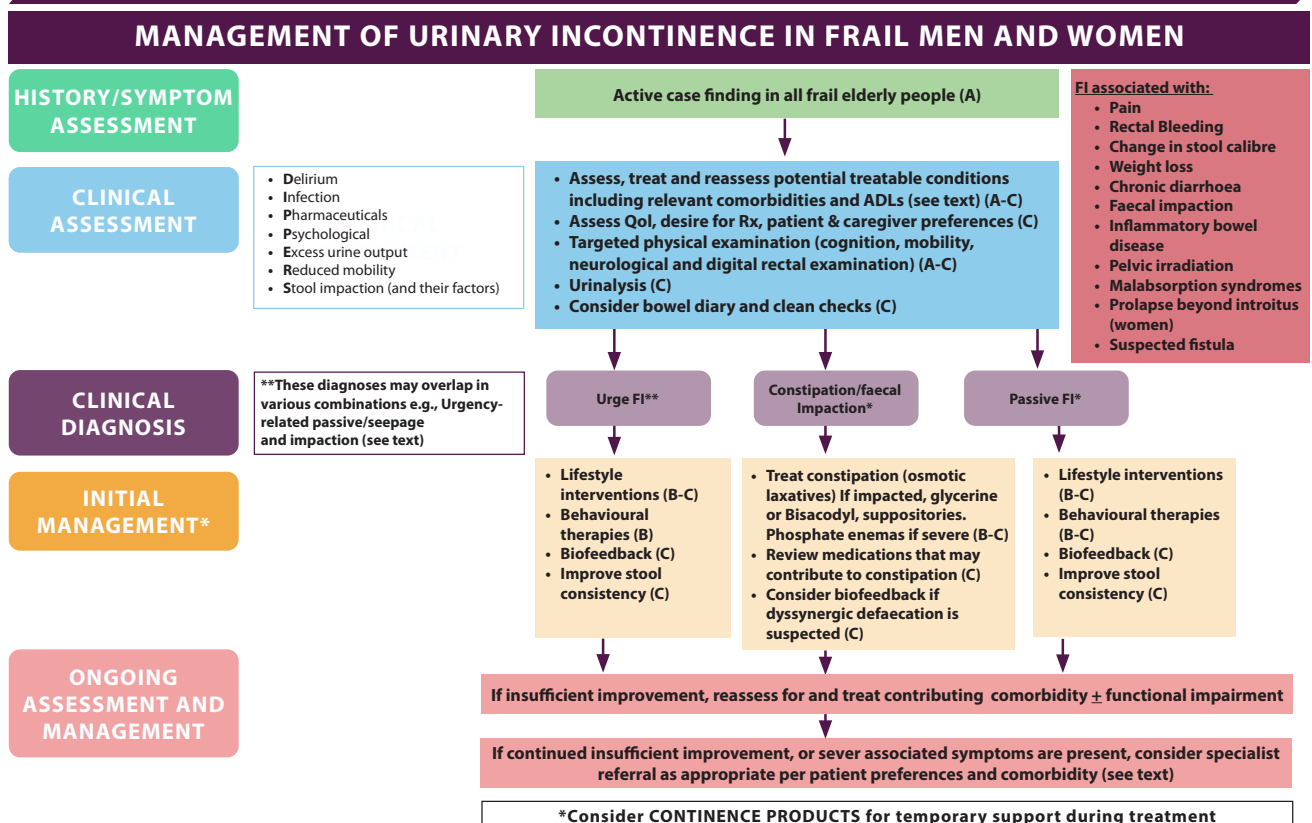 MANAGEMENT OF URINARY INCONTINENCE IN FRAIL MEN AND WOMEN
HISTORY/SYMPTOM
ASSESSMENT
Active case finding in all frail elderly people (A)
FI associated with:
• Pain
• Rectal Bleeding
• Change in stool calibre
• Weight loss
• Chronic diarrhoea
• Faecal impaction
• Inflammatory bowel
disease
• Pelvic irradiation
• Malabsorption syndromes
• Prolapse beyond introitus
(women)
• Suspected fistula
CLINICAL
ASSESSMENT
• Delirium
• Infection
• Pharmaceuticals
• Psychological
• Excess urine output
• Reduced mobility
• Stool impaction (and their factors)
• Assess, treat and reassess potential treatable conditions
including relevant comorbidities and ADLs (see text) (A-C)
• Assess Qol, desire for Rx, patient & caregiver preferences (C)
• Targeted physical examination (cognition, mobility,
neurological and digital rectal examination) (A-C)
• Urinalysis (C)
• Consider bowel diary and clean checks (C)
CLINICAL
DIAGNOSIS
**These diagnoses may overlap in
various combinations e.g., Urgency-
related passive/seepage
and impaction (see text)
Urge FI**
Constipation/faecal
Impaction*
Passive FI*
INITIAL
MANAGEMENT*
• Lifestyle
interventions (B-C)
• Behavioural
therapies (B)
• Biofeedback (C)
• Improve stool
consistency (C)
• Treat constipation (osmotic
laxatives) If impacted, glycerine
or Bisacodyl, suppositories.
Phosphate enemas if severe (B-C)
• Review medications that may
contribute to constipation (C)
• Consider biofeedback if
dyssynergic defaecation is
suspected (C)
• Lifestyle interventions
(B-C)
• Behavioural therapies
(B-C)
• Biofeedback (C)
• Improve stool
consistency (C)
ONGOING
ASSESSMENT AND
MANAGEMENT
If insufficient improvement, reassess for and treat contributing comorbidity ± functional impairment
If continued insufficient improvement, or sever associated symptoms are present, consider specialist
referral as appropriate per patient preferences and comorbidity (see text)
*Consider CONTINENCE PRODUCTS for temporary support during treatment